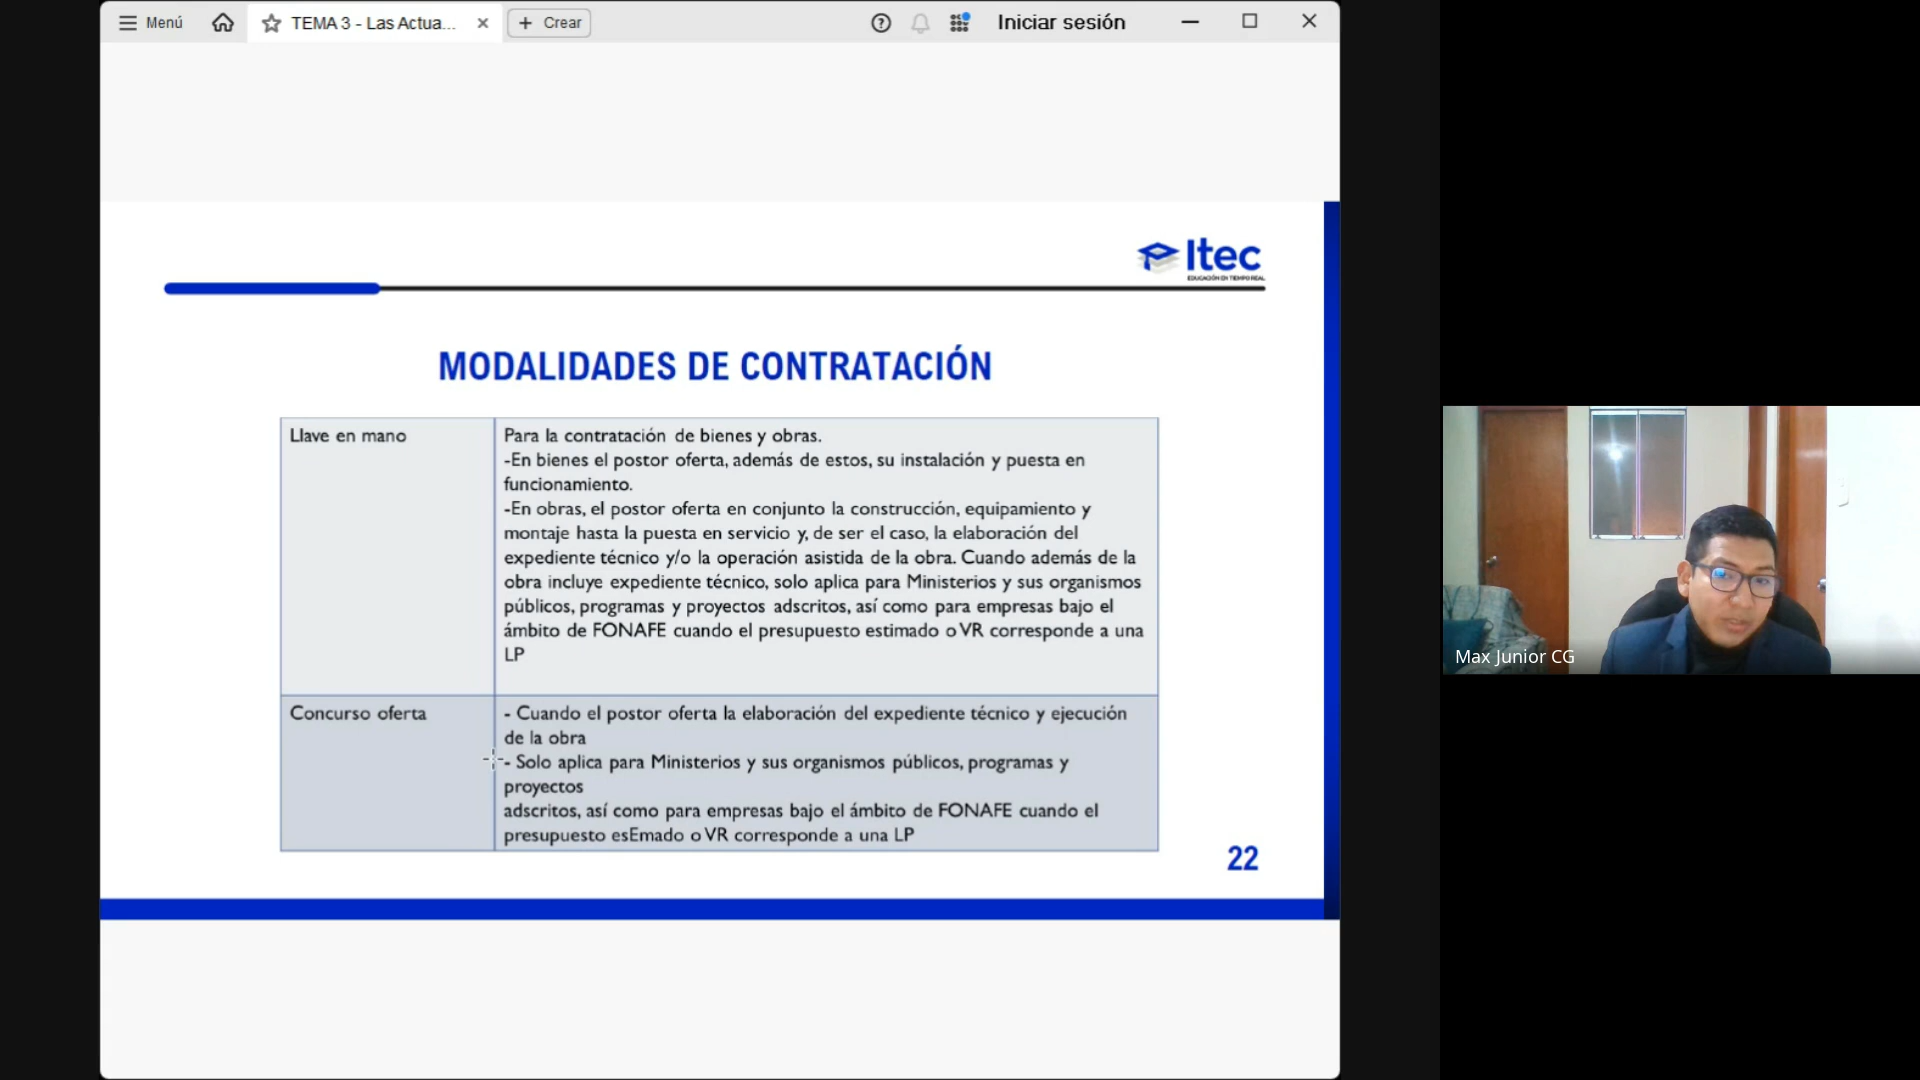 Menú
TEMA 3 - Las Actua...
Crear
Iniciar sesión
Itec
EDUCACIÓN EN TIEMPO REAL
MODALIDADES DE CONTRATACIÓN
Llave en mano
Para la contratación de bienes y obras.
-En bienes el postor oferta, además de estos, su instalación y puesta en
funcionamiento.
-En obras, el postor oferta en conjunto la construcción, equipamiento y
montaje hasta la puesta en servicio y, de ser el caso, la elaboración del
expediente técnico y/o la operación asistida de la obra. Cuando además de la
obra incluye expediente técnico, solo aplica para Ministerios y sus organismos
públicos, programas y proyectos adscritos, así como para empresas bajo el
ámbito de FONAFE cuando el presupuesto estimado o VR corresponde a una
LP
Concurso oferta
- Cuando el postor oferta la elaboración del expediente técnico y ejecución
de la obra
- Solo aplica para Ministerios y sus organismos públicos, programas y
proyectos
adscritos, así como para empresas bajo el ámbito de FONAFE cuando el
presupuesto esEmado o VR corresponde a una LP
22
Max Junior CG